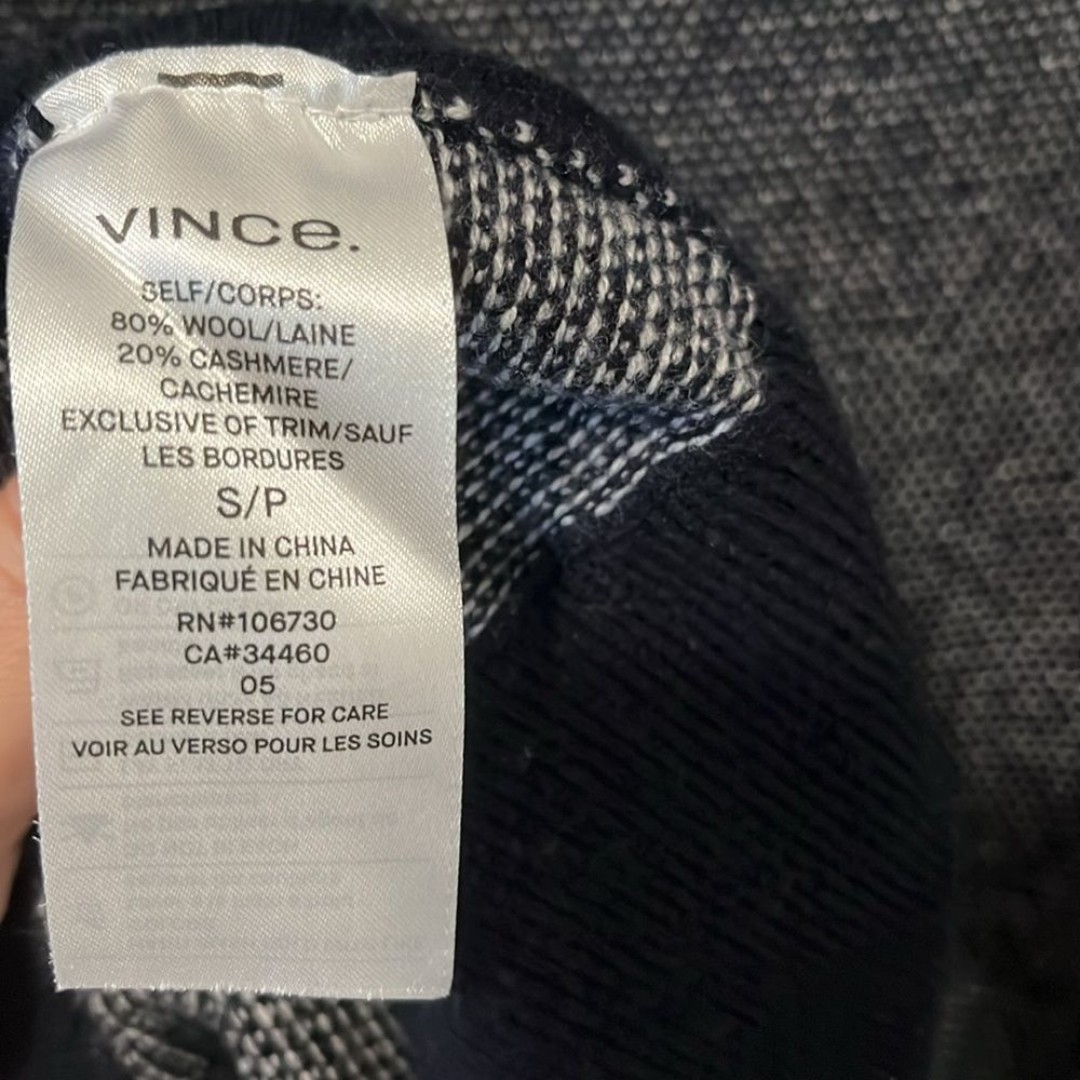 VINCe.
SELF/CORPS:
80% WOOL/LAINE
20% CASHMERE/
CACHEMIRE
EXCLUSIVE OF TRIM/SAUF
LES BORDURES
S/P
MADE IN CHINA
FABRIQUÉ EN CHINE
RN#106730
CA#34460
05
SEE REVERSE FOR CARE
VOIR AU VERSO POUR LES SOINS